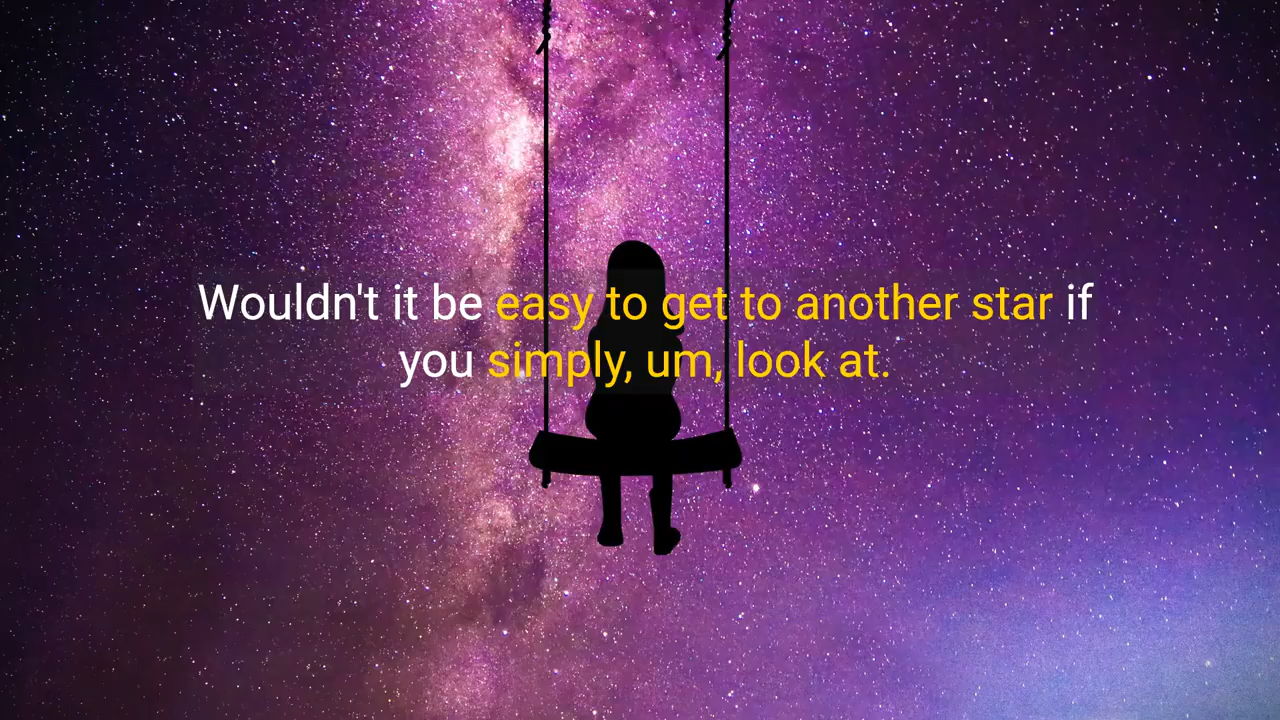 Wouldn't it be easy to get to another star if
you simply, um, look at.